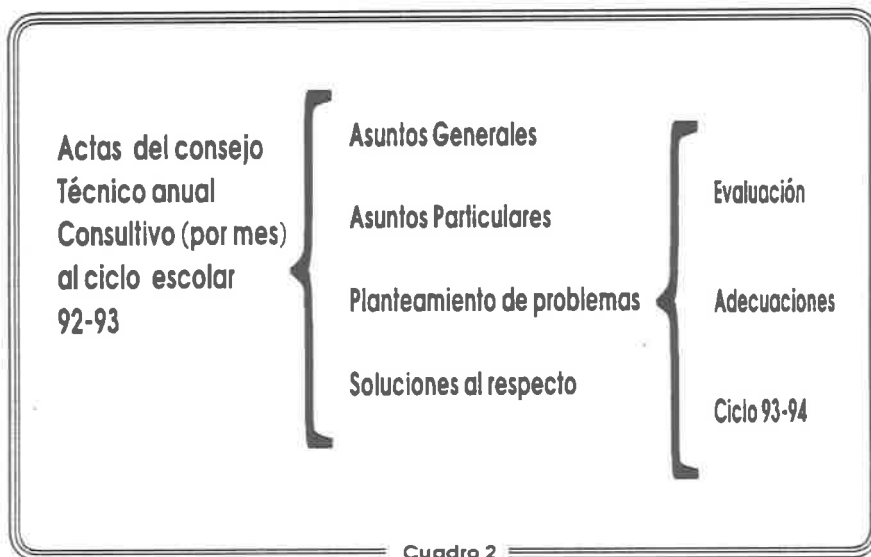 Actas del consejo
Técnico anual
Consultivo (por mes)
al ciclo escolar
92-93
Asuntos Generales
Asuntos Particulares
Planteamiento de problemas
Soluciones al respecto
Evaluación
Adecuaciones
Ciclo 93-94
Cuadro 2